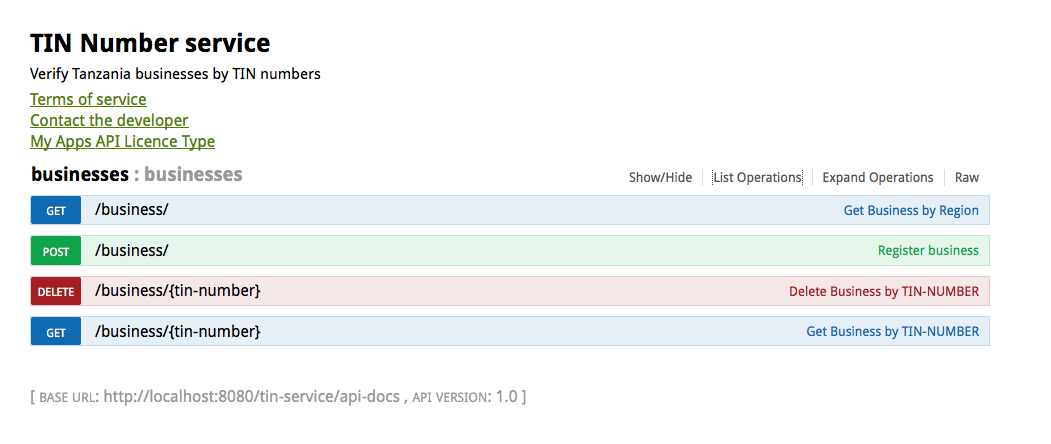 TIN Number service
Verify Tanzania businesses by TIN numbers
Terms of service
Contact the developer
My Apps API Licence Type
businesses : businesses Show/Hide List Operations Expand Operations Raw
GET /business/ Get Business by Region
POST /business/ Register business
DELETE /business/{tin-number} Delete Business by TIN-NUMBER
GET /business/{tin-number} Get Business by TIN-NUMBER
[ BASE URL: http://localhost:8080/tin-service/api-docs , API VERSION: 1.0 ]